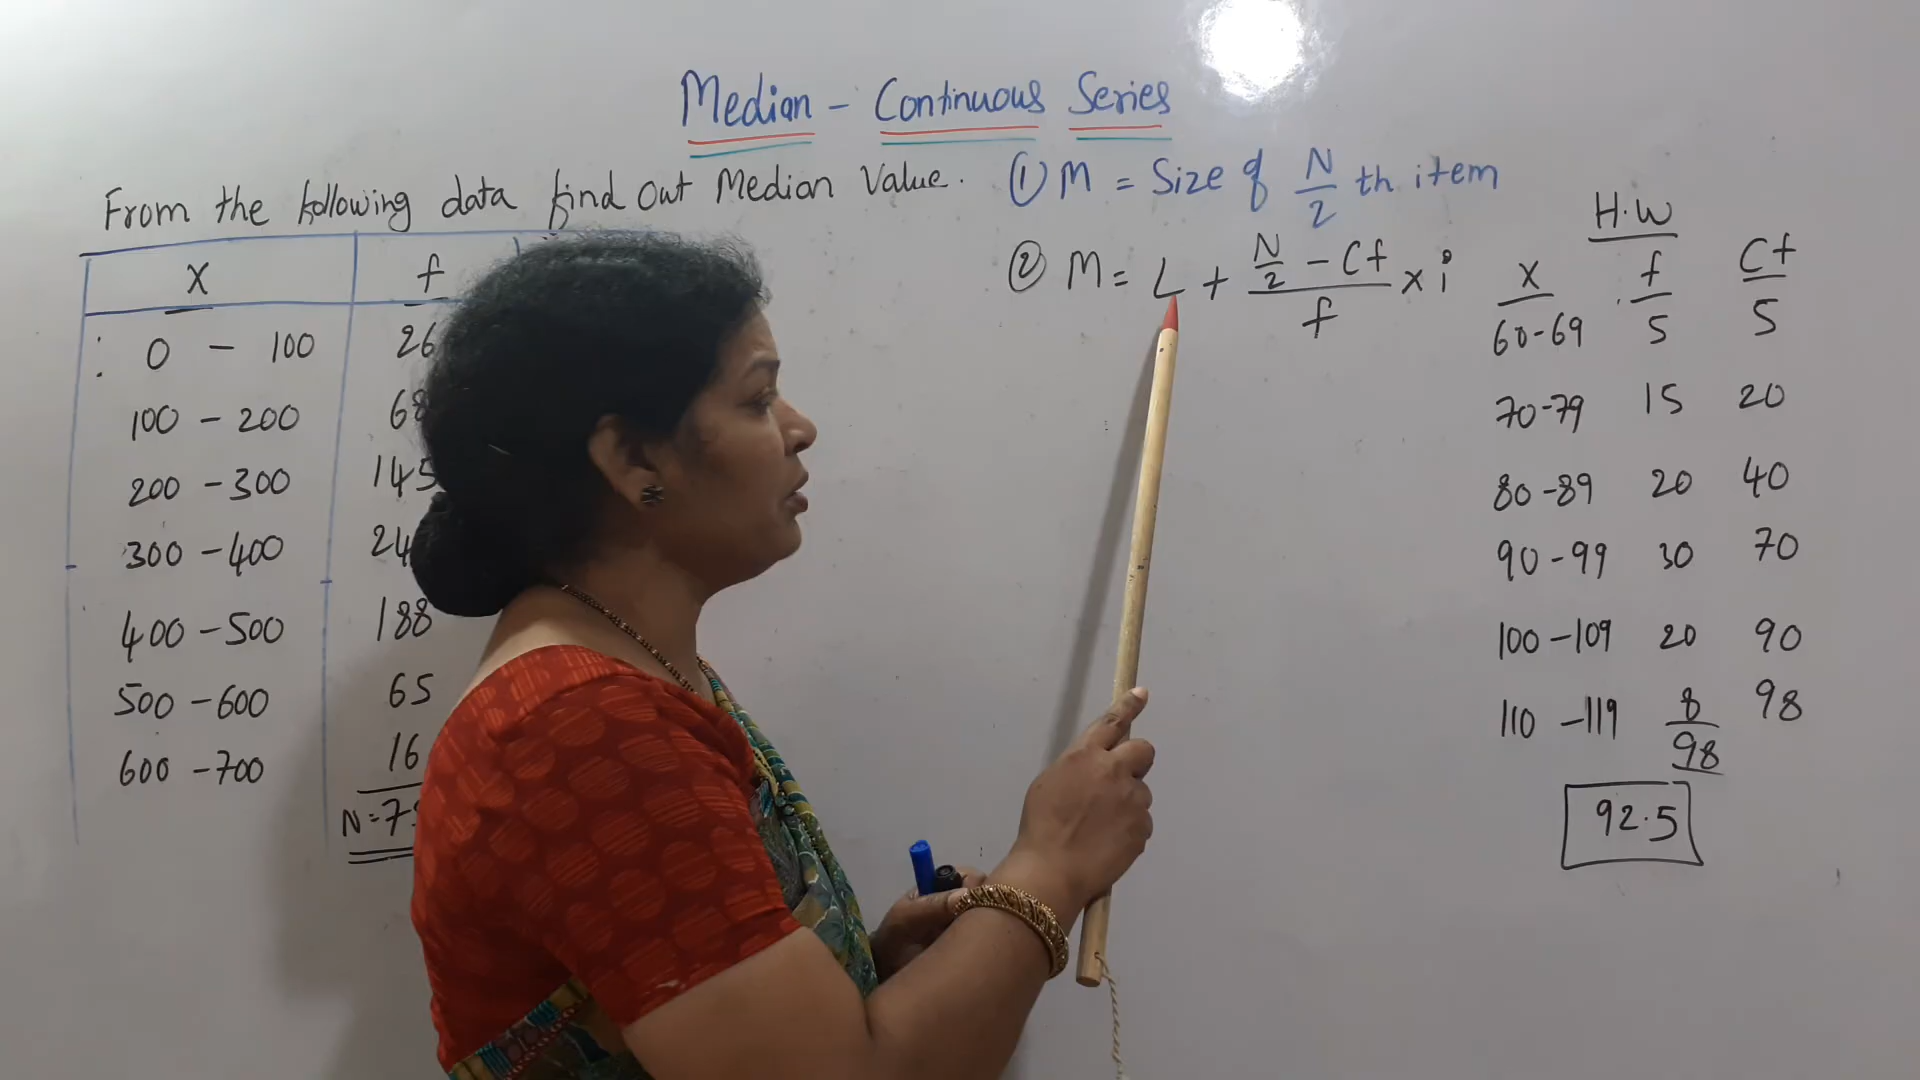 Median - Continuous Series
From the following data find out Median Value.
X f
0 - 100 26
100 - 200 68
200 - 300 145
300 - 400
400 - 500 188
500 - 600 65
600 - 700 16
① M = Size of N/2 th item
② M = L + N/2 - Cf / f × i
H.W
X f Cf
60-69 5 5
70-79 15 20
80-89 20 40
90-99 30 70
100-109 20 90
110-119 8 98
98
92.5